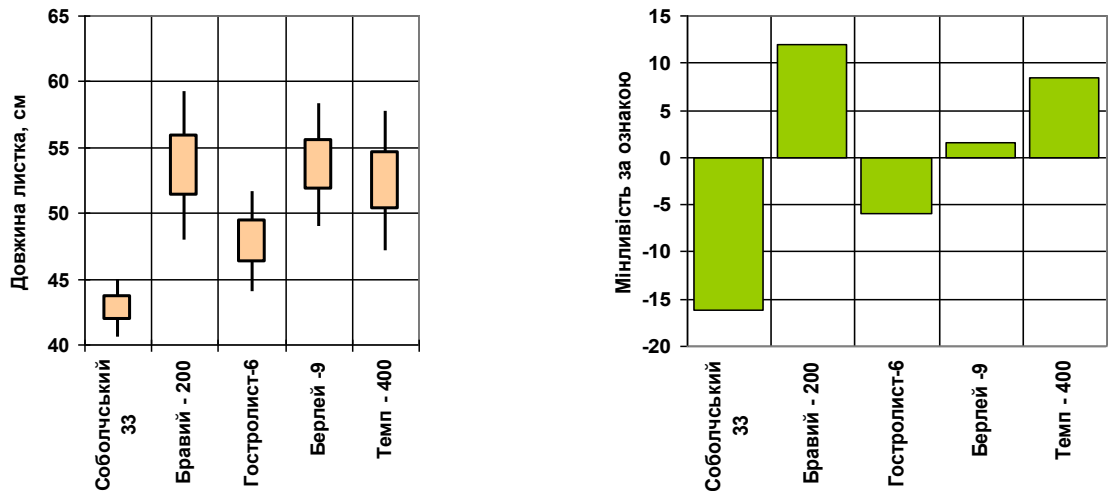 Довжина листка, см
65
60
55
50
45
40
Соболчський
33
Бравий - 200
Гостролист-6
Берлей -9
Темп - 400
Мінливість за ознакою
15
10
5
0
-5
-10
-15
-20
Соболчський
33
Бравий - 200
Гостролист-6
Берлей -9
Темп - 400